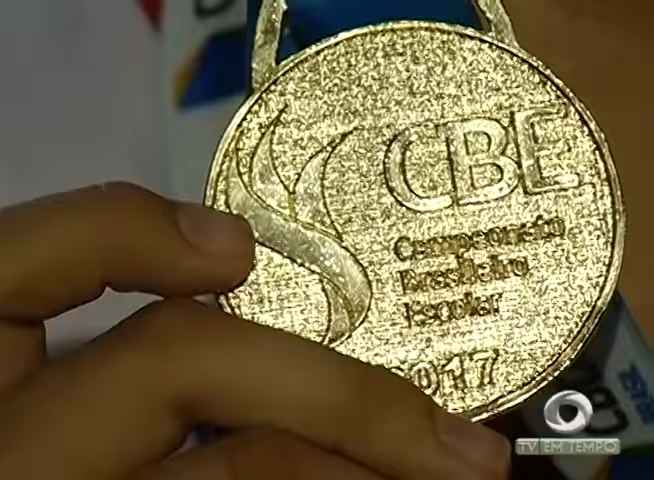 CBE
Campeonato
Brasileiro
Escolar
2017
TV EM TEMPO